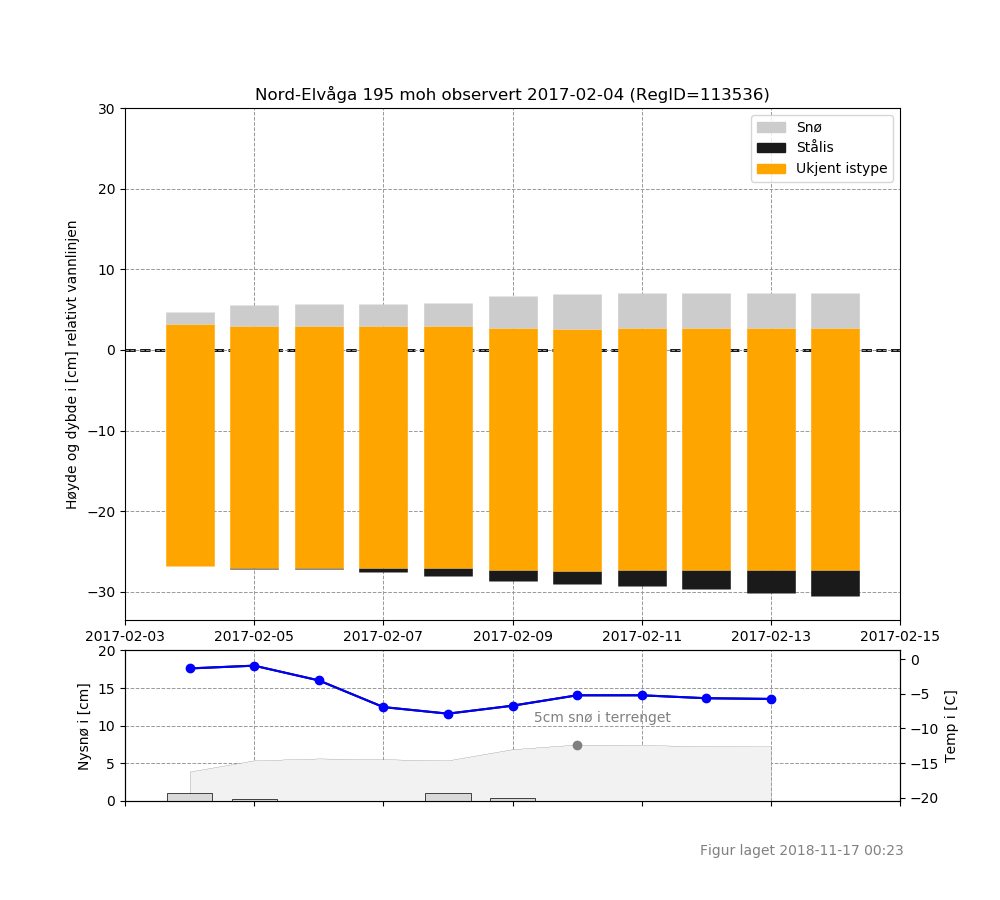 Nord-Elvåga 195 moh observert 2017-02-04 (RegID=113536)
30
20
10
0
−10
−20
−30
Høyde og dybde i [cm] relativt vannlinjen
Snø
Stålis
Ukjent istype
2017-02-03 2017-02-05 2017-02-07 2017-02-09 2017-02-11 2017-02-13 2017-02-15
20
15
10
5
0
Nysnø i [cm]
5cm snø i terrenget
0
−5
−10
−15
−20
Temp i [C]
Figur laget 2018-11-17 00:23